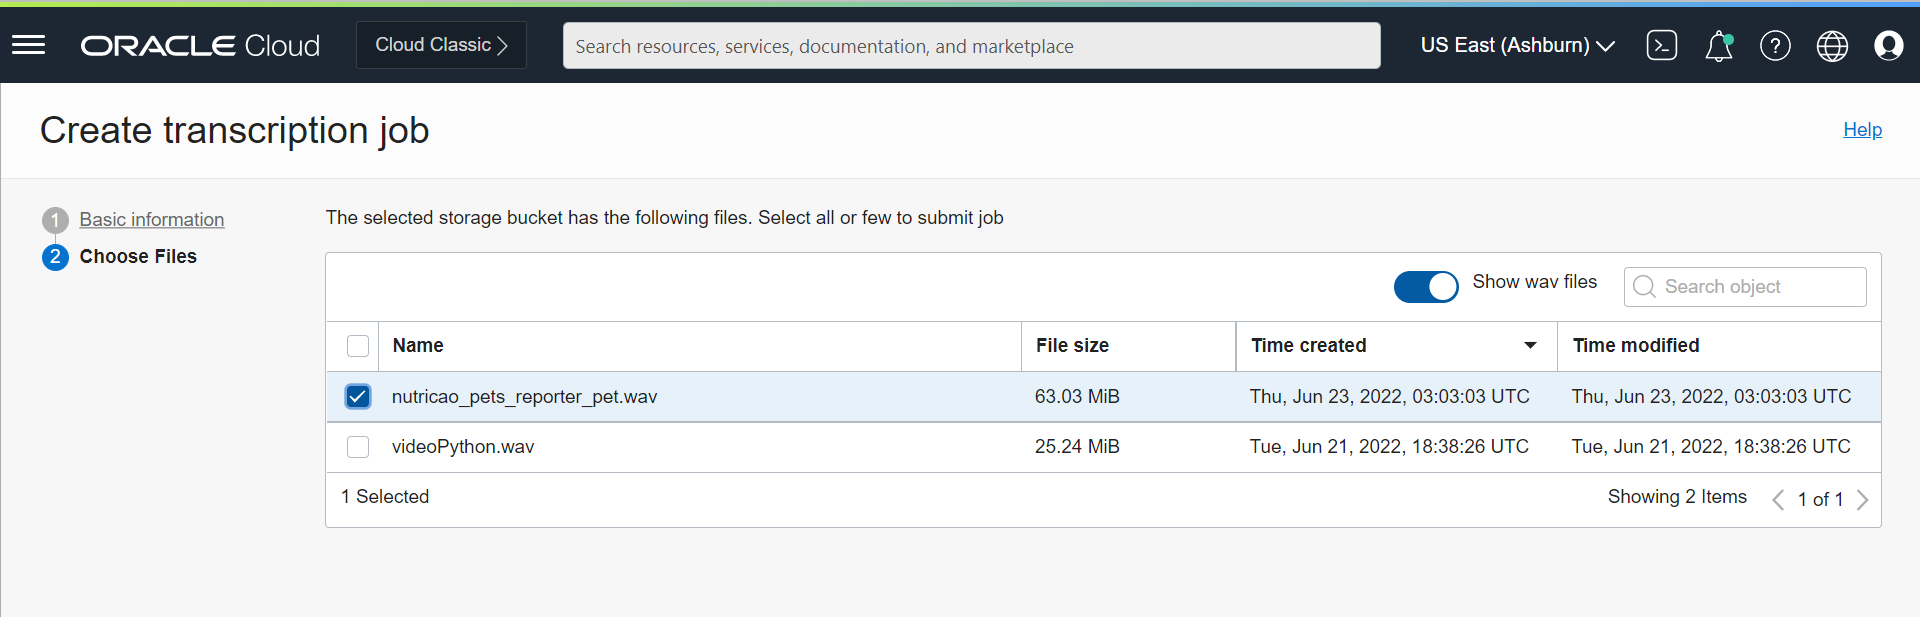 ORACLE Cloud
Cloud Classic
Search resources, services, documentation, and marketplace
US East (Ashburn)
Create transcription job
Help
1 Basic information
2 Choose Files
The selected storage bucket has the following files. Select all or few to submit job
Show wav files
Search object
Name File size Time created Time modified
nutricao_pets_reporter_pet.wav 63.03 MiB Thu, Jun 23, 2022, 03:03:03 UTC Thu, Jun 23, 2022, 03:03:03 UTC
videoPython.wav 25.24 MiB Tue, Jun 21, 2022, 18:38:26 UTC Tue, Jun 21, 2022, 18:38:26 UTC
1 Selected
Showing 2 Items
1 of 1